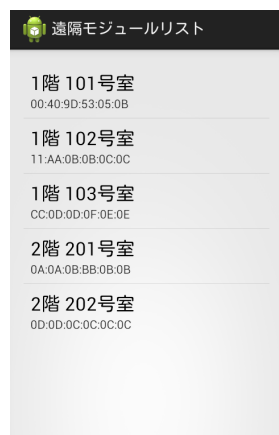 遠隔モジュールリスト
1階 101号室
00:40:9D:53:05:0B
1階 102号室
11:AA:0B:0B:0C:0C
1階 103号室
CC:0D:0D:0F:0E:0E
2階 201号室
0A:0A:0B:BB:0B:0B
2階 202号室
0D:0D:0C:0C:0C:0C